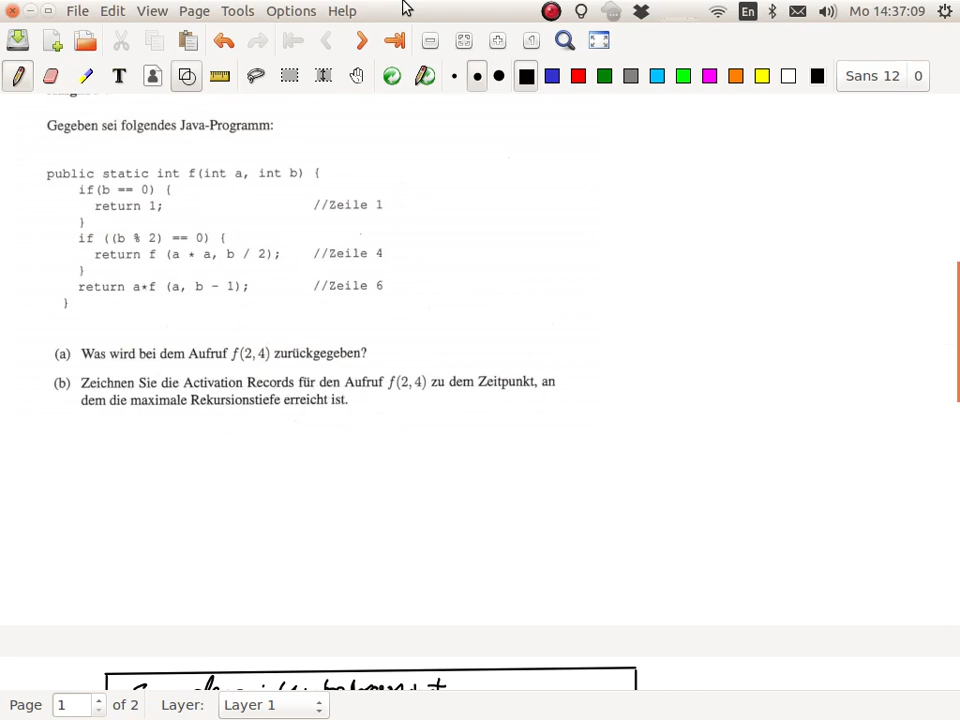 File Edit View Page Tools Options Help
En
Mo 14:37:09
T
Sans 12 0
Gegeben sei folgendes Java-Programm:
public static int f(int a, int b) {
if(b == 0) {
return 1; //Zeile 1
}
if ((b % 2) == 0) {
return f (a * a, b / 2); //Zeile 4
}
return a*f (a, b - 1); //Zeile 6
}
(a) Was wird bei dem Aufruf f(2,4) zurückgegeben?
(b) Zeichnen Sie die Activation Records für den Aufruf f(2,4) zu dem Zeitpunkt, an
dem die maximale Rekursionstiefe erreicht ist.
Page 1 of 2 Layer: Layer 1